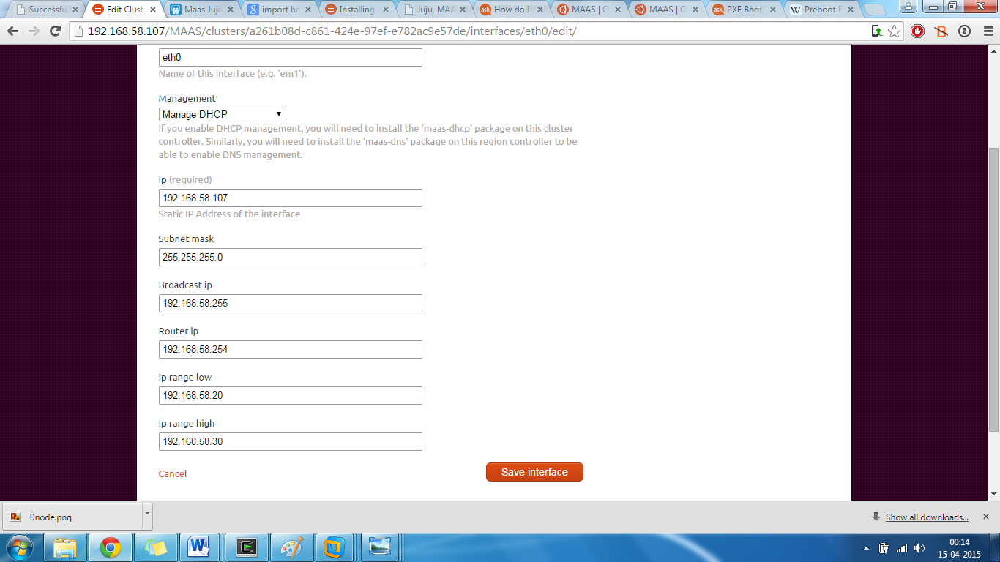 Successfu
Edit Clust
Maas Juju
import bo
Installing
Juju, MAA
How do I
MAAS | C
MAAS | C
PXE Boot
Preboot E
192.168.58.107/MAAS/clusters/a261b08d-c861-424e-97ef-e782ac9e57de/interfaces/eth0/edit/
eth0
Name of this interface (e.g. 'em1').
Management
Manage DHCP
If you enable DHCP management, you will need to install the 'maas-dhcp' package on this cluster
controller. Similarly, you will need to install the 'maas-dns' package on this region controller to be
able to enable DNS management.
Ip (required)
192.168.58.107
Static IP Address of the interface
Subnet mask
255.255.255.0
Broadcast ip
192.168.58.255
Router ip
192.168.58.254
Ip range low
192.168.58.20
Ip range high
192.168.58.30
Cancel
Save interface
0node.png
Show all downloads...
00:14
15-04-2015